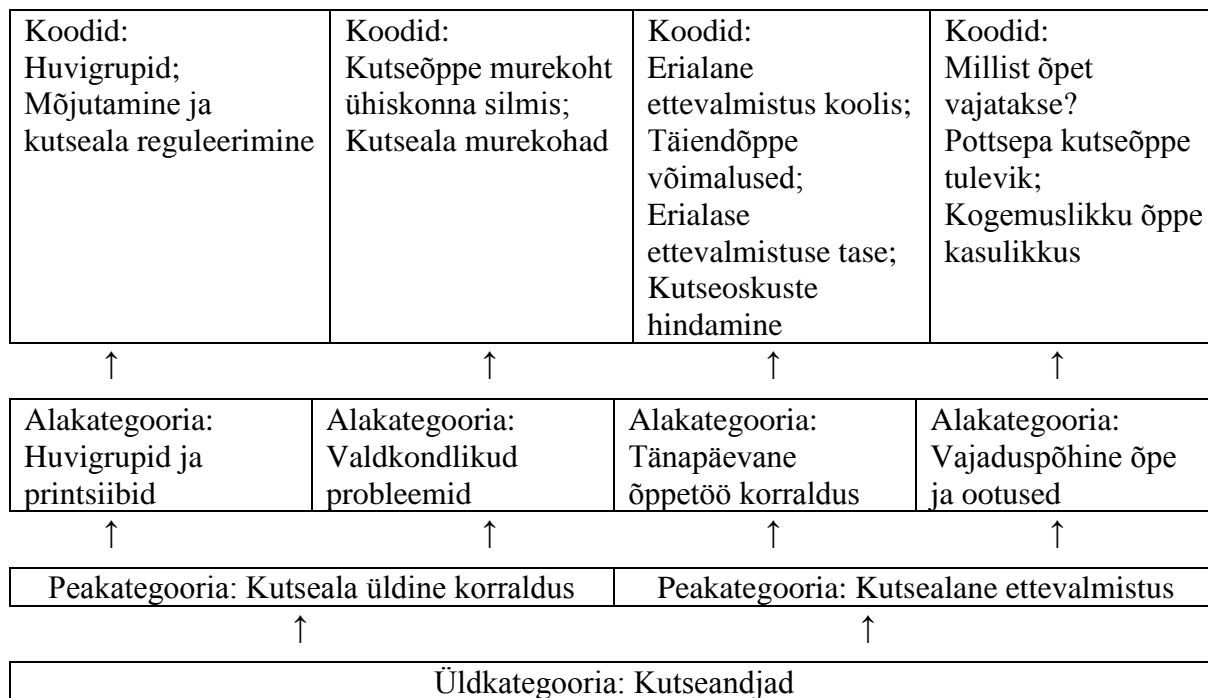 Koodid:
Huvigrupid;
Mõjutamine ja
kutseala reguleerimine
Koodid:
Kutseõppe murekoht
ühiskonna silmis;
Kutseala murekohad
Koodid:
Erialane
ettevalmistus koolis;
Täiendõppe
võimalused;
Erialase
ettevalmistuse tase;
Kutseoskuste
hindamine
Koodid:
Millist õpet
vajatakse?
Pottsepa kutseõppe
tulevik;
Kogemuslikku õppe
kasulikkus
↑ ↑ ↑ ↑
Alakategooria:
Huvigrupid ja
printsiibid
Alakategooria:
Valdkondlikud
probleemid
Alakategooria:
Tänapäevane
õppetöö korraldus
Alakategooria:
Vajaduspõhine õpe
ja ootused
↑ ↑ ↑ ↑
Peakategooria: Kutseala üldine korraldus
Peakategooria: Kutsealane ettevalmistus
↑ ↑
Üldkategooria: Kutseandjad